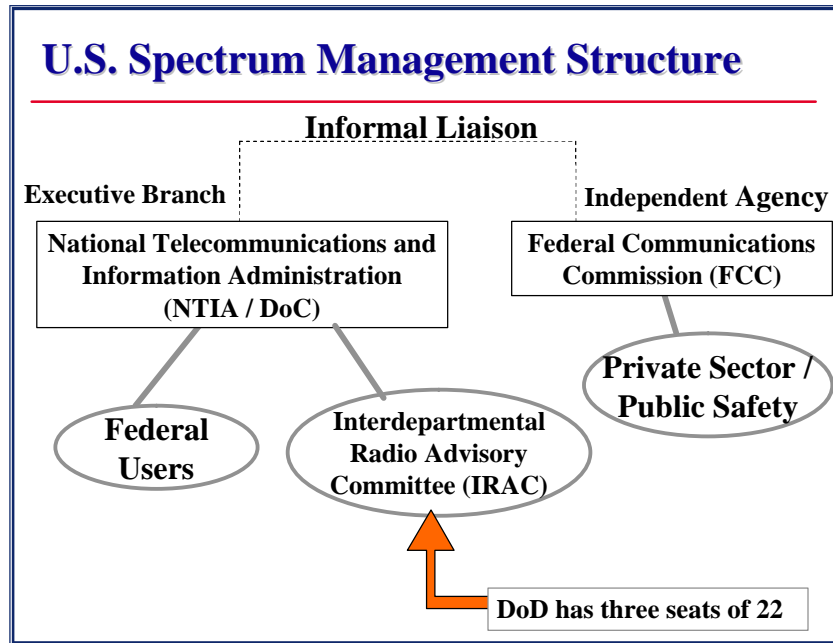 U.S. Spectrum Management Structure
Informal Liaison
Executive Branch
Independent Agency
National Telecommunications and
Information Administration
(NTIA / DoC)
Federal Communications
Commission (FCC)
Federal
Users
Interdepartmental
Radio Advisory
Committee (IRAC)
Private Sector /
Public Safety
DoD has three seats of 22